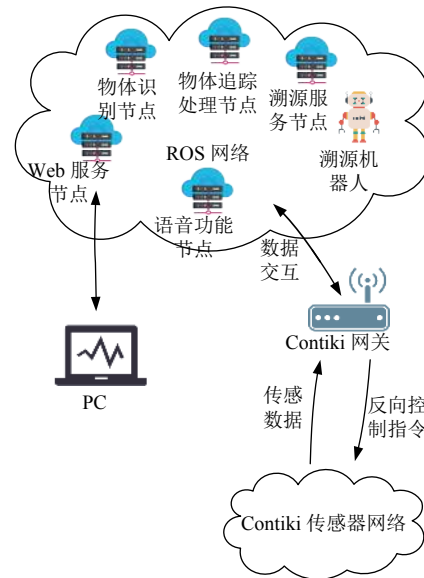 物体识
别节点
物体追踪
处理节点
溯源服
务节点
Web 服务
节点
ROS 网络
溯源机
器人
语音功能
节点
数据
交互
Contiki 网关
PC
传感
数据
反向控
制指令
Contiki 传感器网络